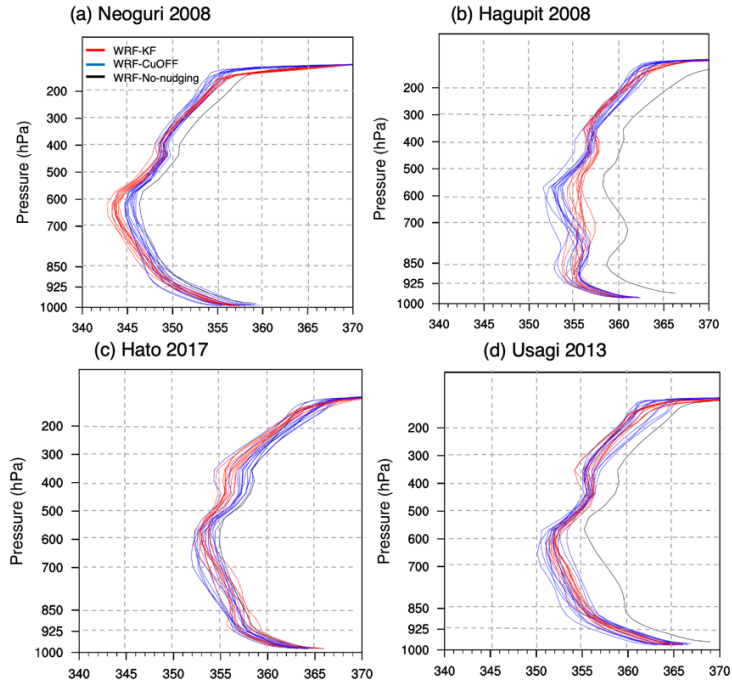 (a) Neoguri 2008
WRF-KF
WRF-CuOFF
WRF-No-nudging
Pressure (hPa)
200
300
400
500
600
700
850
925
1000
340 345 350 355 360 365 370
(b) Hagupit 2008
Pressure (hPa)
200
300
400
500
600
700
850
925
1000
340 345 350 355 360 365 370
(c) Hato 2017
Pressure (hPa)
200
300
400
500
600
850
925
1000
340 345 350 355 360 365 370
(d) Usagi 2013
Pressure (hPa)
200
300
400
500
600
700
850
925
1000
340 345 350 355 360 365 370